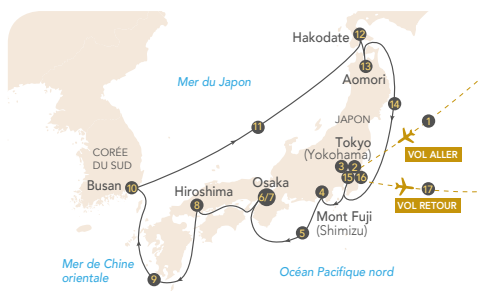 Hakodate
12
13
Aomori
Mer du Japon
14
11
JAPON
1
Tokyo
(Yokohama)
VOL ALLER
CORÉE
DU SUD
3
2
Busan
10
Hiroshima
Osaka
15
16
17
6/7
4
VOL RETOUR
8
Mont Fuji
(Shimizu)
5
Mer de Chine
orientale
9
Océan Pacifique nord